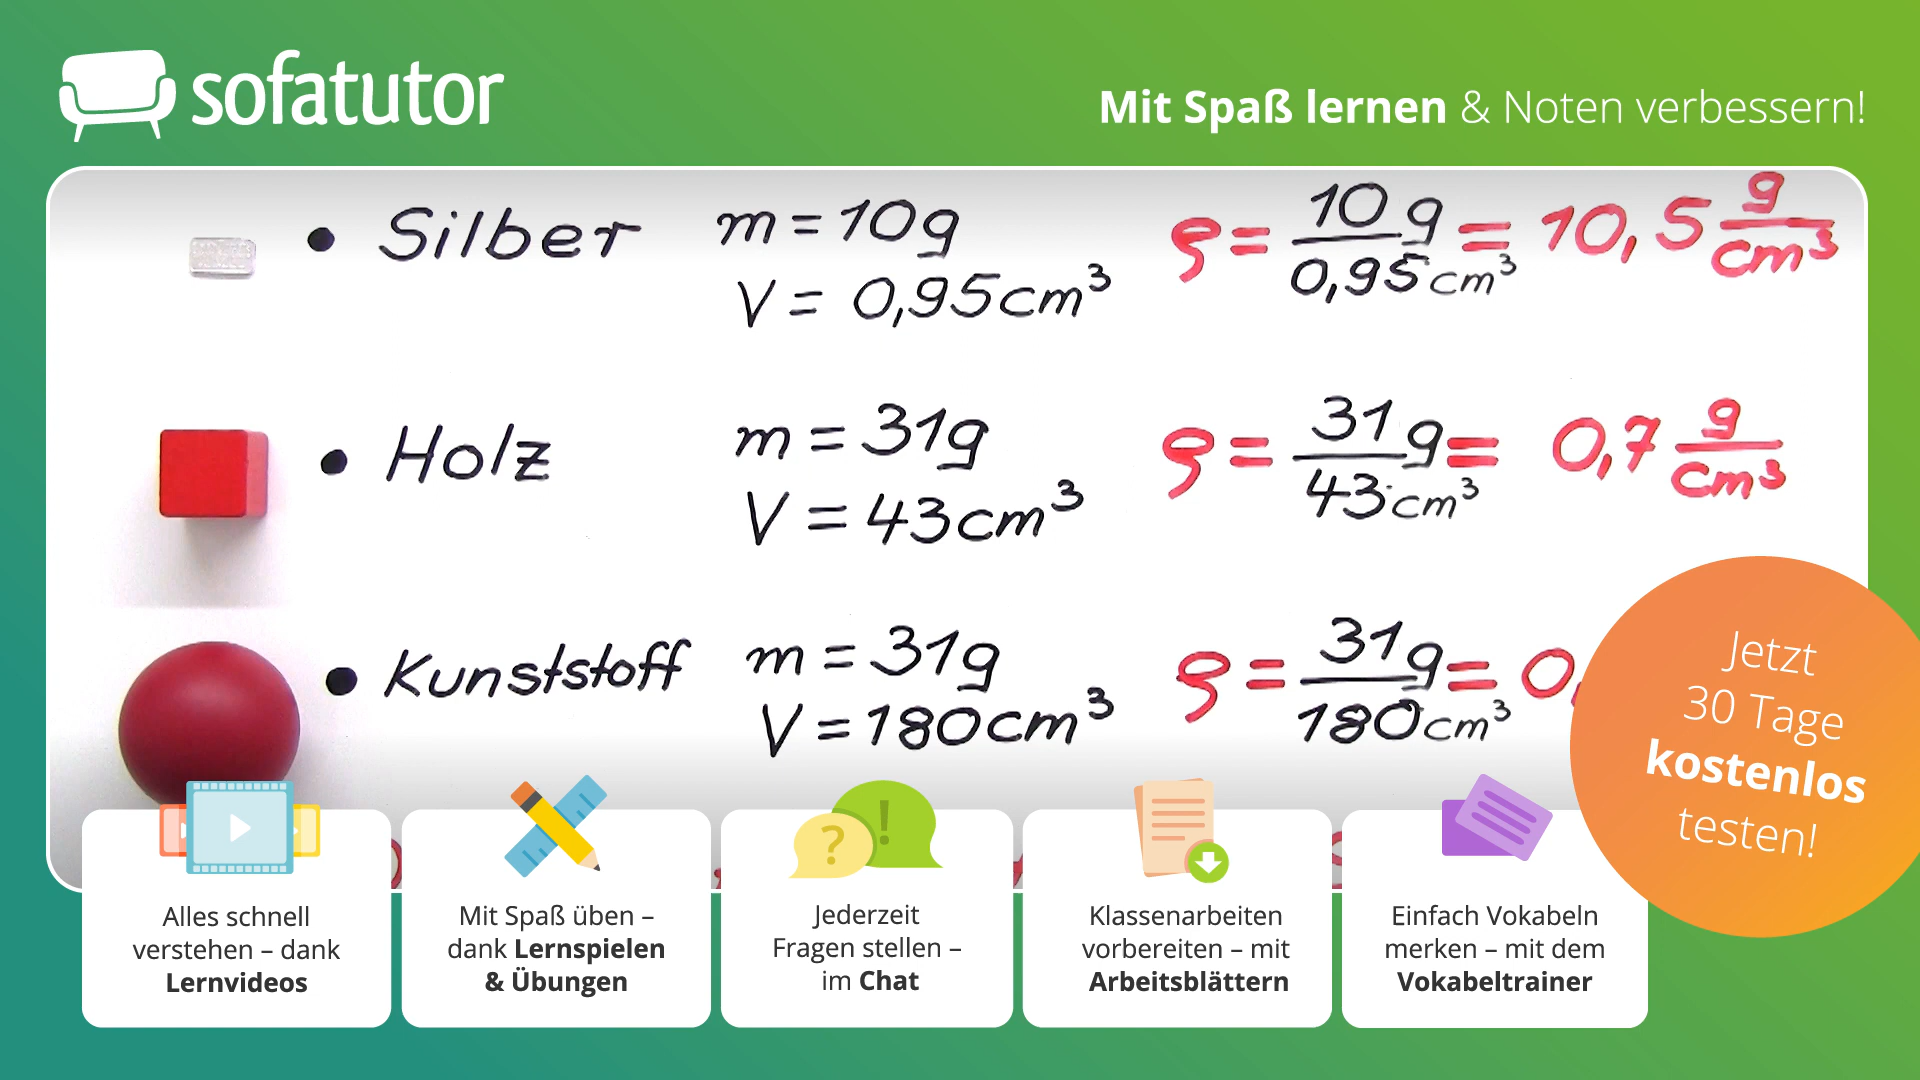 sofatutor
Mit Spaß lernen & Noten verbessern!
• Silber m = 10g ϱ = 10g/0,95cm³ = 10,5 g/cm³
V = 0,95cm³
• Holz m = 31g ϱ = 31g/43cm³ = 0,7 g/cm³
V = 43cm³
• Kunststoff m = 31g ϱ = 31g/180cm³ = 0,
V = 180cm³
Jetzt
30 Tage
kostenlos
testen!
Alles schnell
verstehen – dank
Lernvideos
Mit Spaß üben –
dank Lernspielen
& Übungen
? !
Jederzeit
Fragen stellen –
im Chat
Klassenarbeiten
vorbereiten – mit
Arbeitsblättern
Einfach Vokabeln
merken – mit dem
Vokabeltrainer